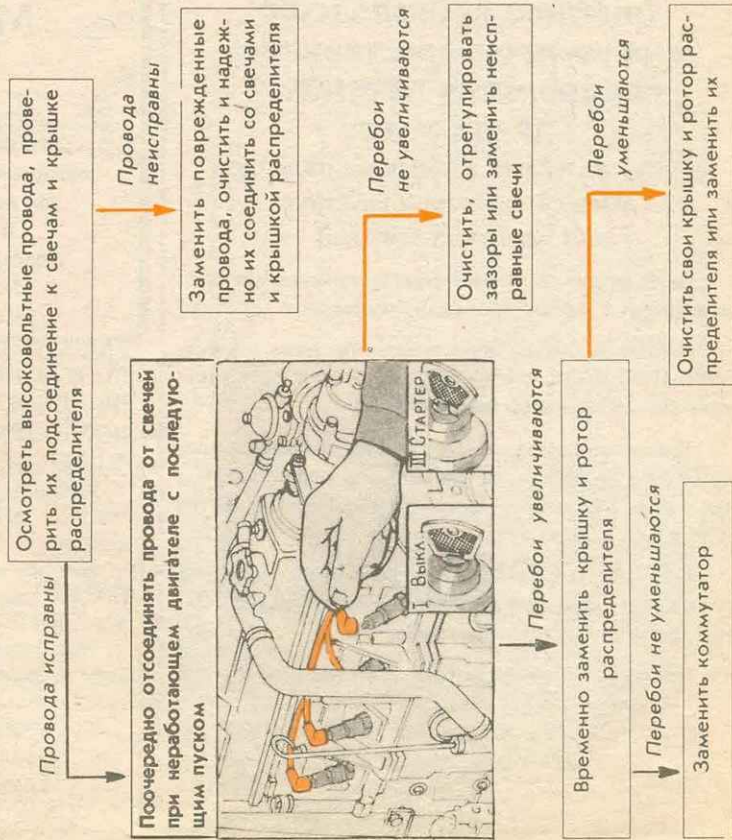 Осмотреть высоковольтные провода, прове-
рить их подсоединение к свечам и крышке
распределителя
Провода исправны
Провода
неисправны
Заменить поврежденные
провода, очистить и надеж-
но их соединить со свечами
и крышкой распределителя
Поочередно отсоединять провода от свечей
при неработающем двигателе с последую-
щим пуском
I Выкл.
III Стартер
Перебои
не увеличиваются
Очистить, отрегулировать
зазоры или заменить неисп-
равные свечи
Перебои увеличиваются
Временно заменить крышку и ротор
распределителя
Перебои
уменьшаются
Очистить свои крышку и ротор рас-
пределителя или заменить их
Перебои не уменьшаются
Заменить коммутатор